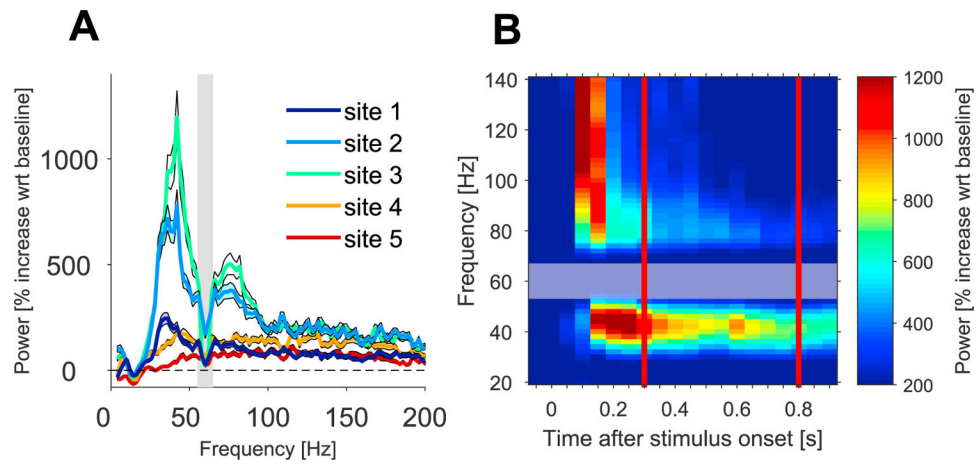 A
B
Power [% increase wrt baseline]
1000
500
0
site 1
site 2
site 3
site 4
site 5
0
50
100
150
200
Frequency [Hz]
Frequency [Hz]
140
120
100
80
60
40
20
0
0.2
0.4
0.6
0.8
Time after stimulus onset [s]
1200
1000
800
600
400
200
Power [% increase wrt baseline]